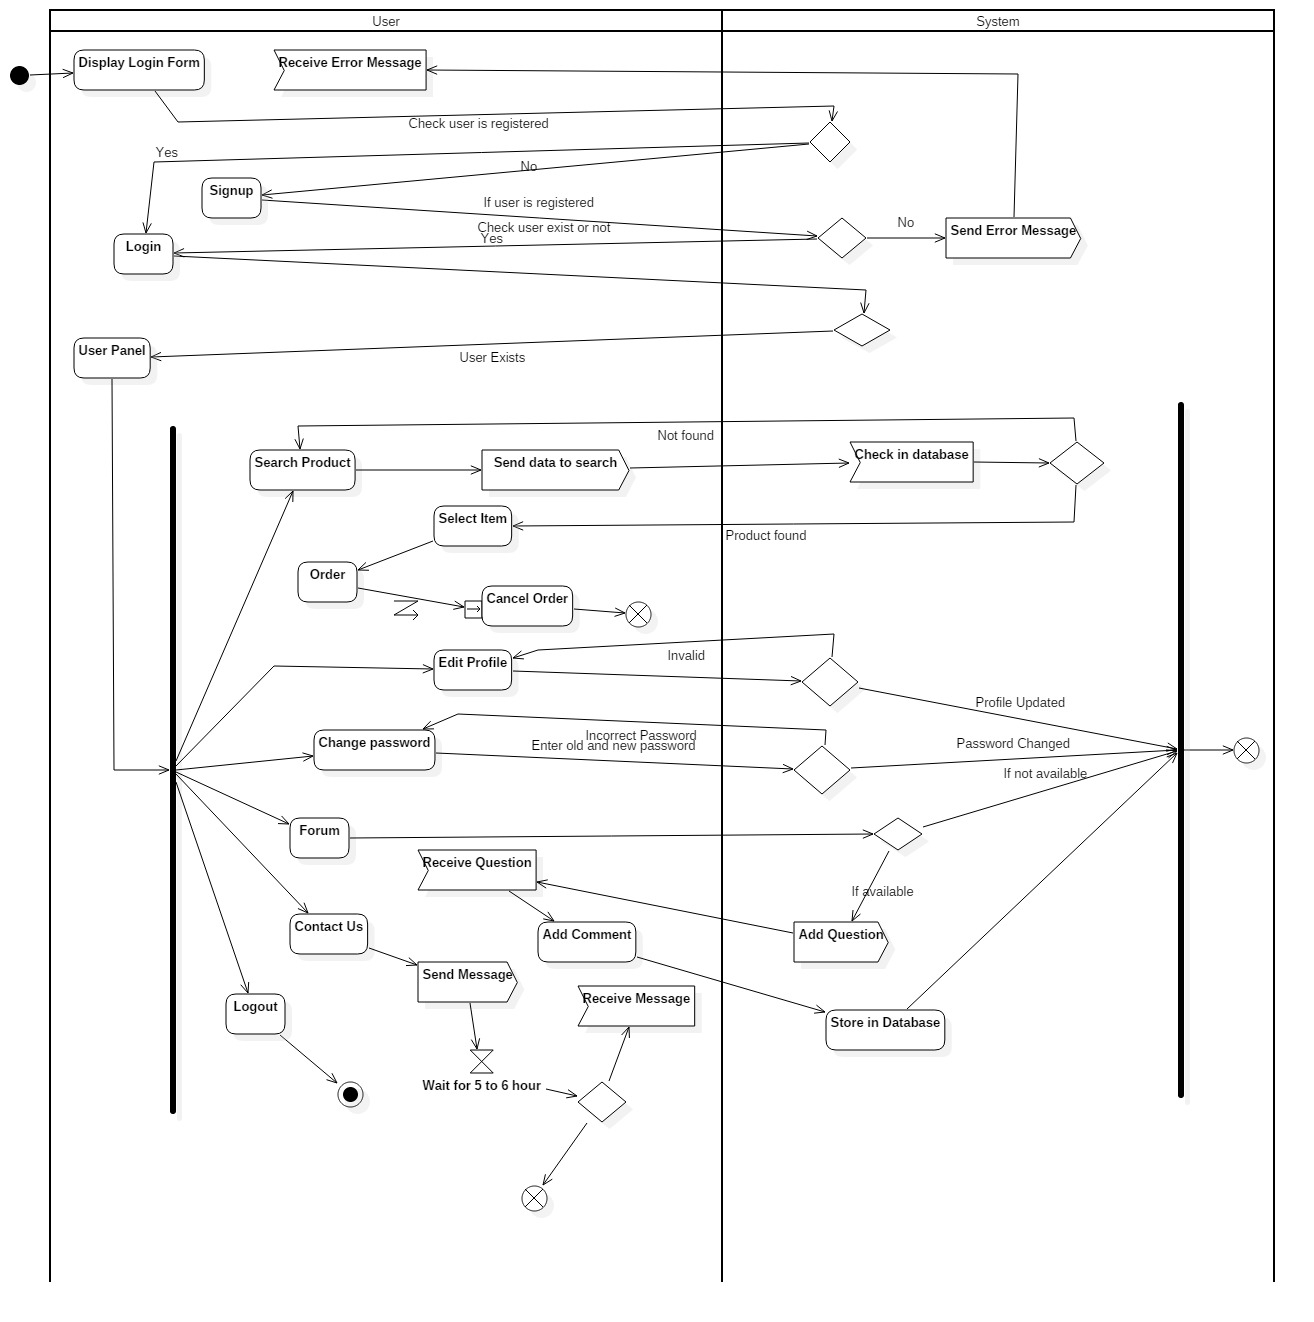 User
System
Display Login Form
Receive Error Message
Check user is registered
Yes
No
Signup
If user is registered
No
Check user exist or not
Send Error Message
Yes
Login
User Panel
User Exists
Not found
Search Product
Send data to search
Check in database
Select Item
Product found
Order
Cancel Order
Edit Profile
Invalid
Profile Updated
Change password
Incorrect Password
Enter old and new password
Password Changed
If not available
Forum
Receive Question
If available
Contact Us
Add Comment
Add Question
Send Message
Receive Message
Logout
Store in Database
Wait for 5 to 6 hour